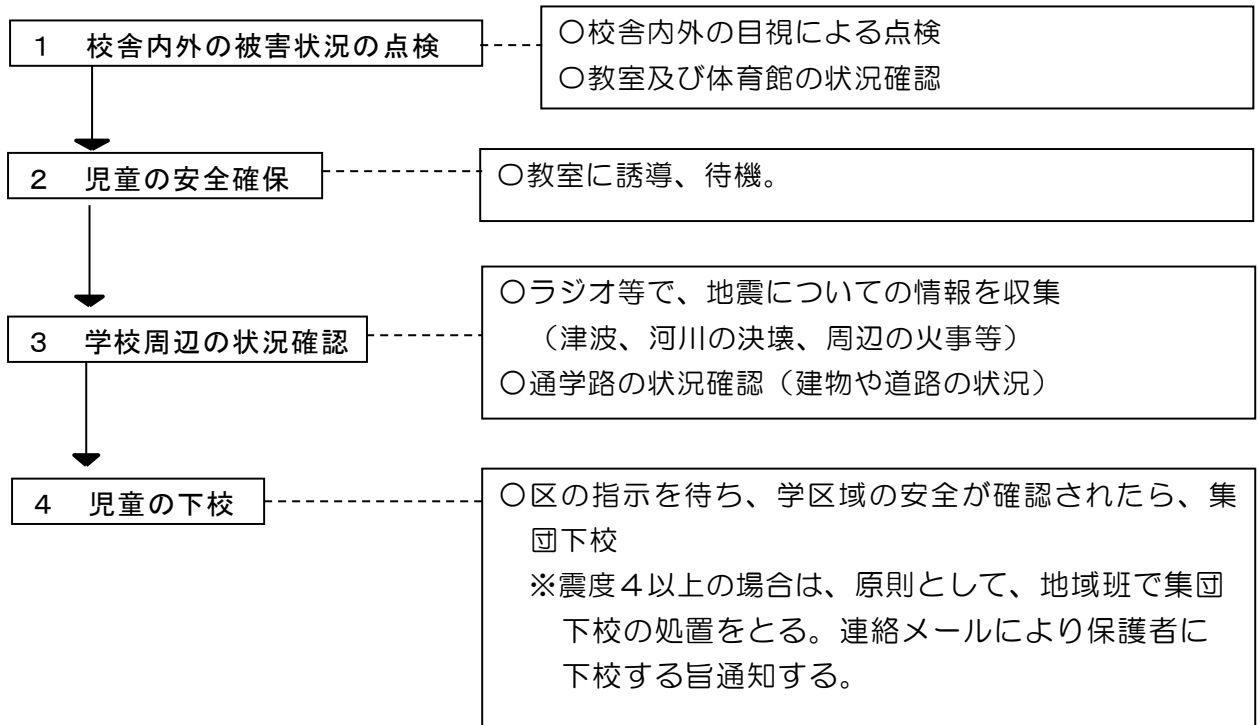 １　校舎内外の被害状況の点検
〇校舎内外の目視による点検
〇教室及び体育館の状況確認
２　児童の安全確保
〇教室に誘導、待機。
３　学校周辺の状況確認
〇ラジオ等で、地震についての情報を収集
（津波、河川の決壊、周辺の火事等）
〇通学路の状況確認（建物や道路の状況）
４　児童の下校
〇区の指示を待ち、学区域の安全が確認されたら、集
団下校
※震度４以上の場合は、原則として、地域班で集団
下校の処置をとる。連絡メールにより保護者に
下校する旨通知する。